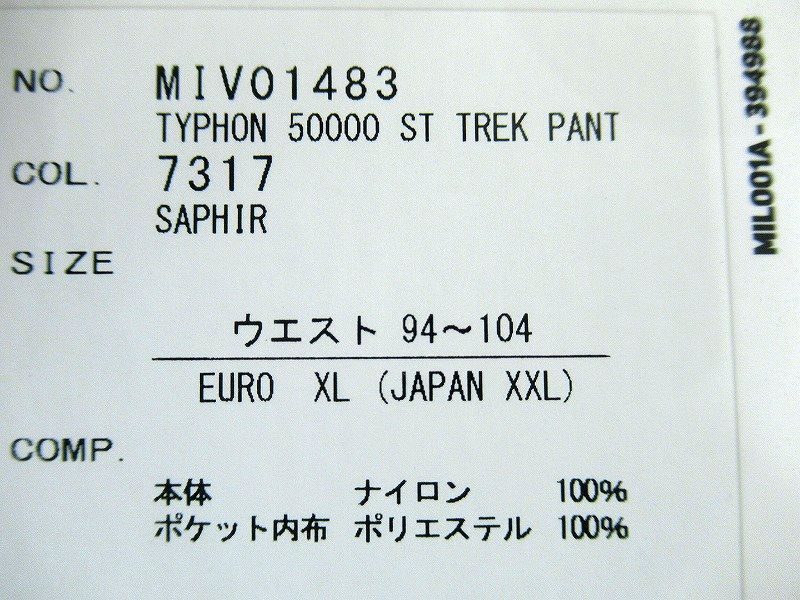 NO. MIV01483
TYPHON 50000 ST TREK PANT
COL. 7317
SAPHIR
SIZE
ウエスト 94～104
EURO XL (JAPAN XXL)
COMP.
本体 ナイロン 100%
ポケット内布 ポリエステル 100%
MIL001A - 394988